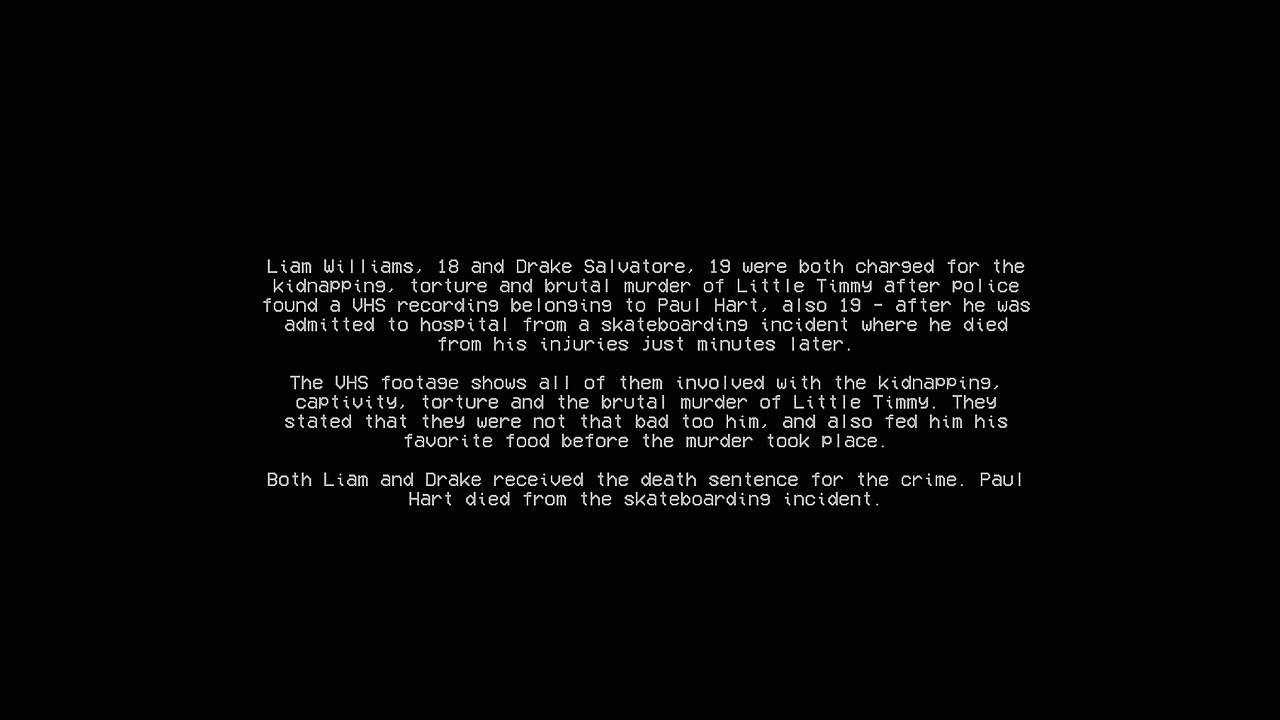 Liam Williams, 18 and Drake Salvatore, 19 were both charged for the
kidnapping, torture and brutal murder of Little Timmy after police
found a VHS recording belonging to Paul Hart, also 19 - after he was
admitted to hospital from a skateboarding incident where he died
from his injuries just minutes later.
The VHS footage shows all of them involved with the kidnapping,
captivity, torture and the brutal murder of Little Timmy. They
stated that they were not that bad too him, and also fed him his
favorite food before the murder took place.
Both Liam and Drake received the death sentence for the crime. Paul
Hart died from the skateboarding incident.